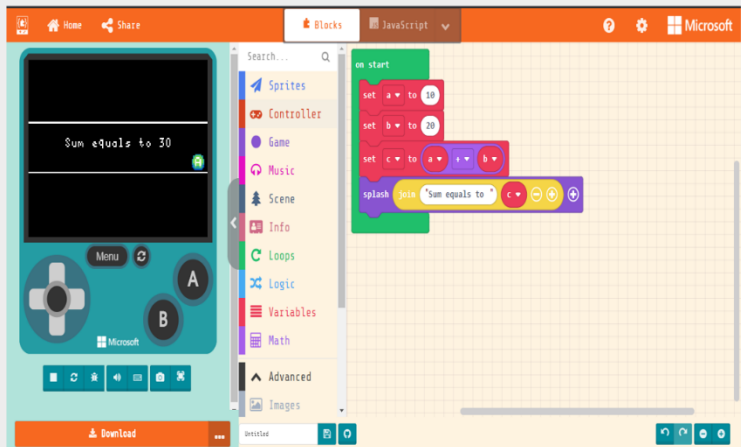 Home Share Blocks JavaScript Microsoft
Search...
Sprites
Controller
Game
Music
Scene
Info
Loops
Logic
Variables
Math
Advanced
Images
on start
set a to 10
set b to 20
set c to a + b
splash join "Sum equals to " c
Sum equals to 30
A
Menu
A
B
Microsoft
Download
Untitled